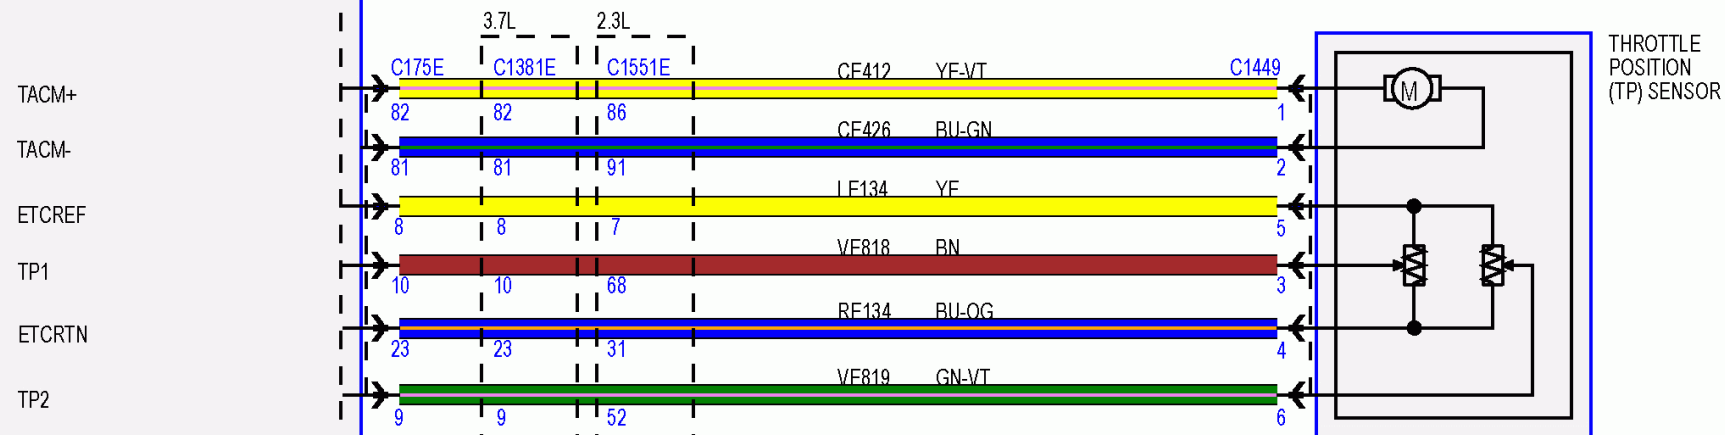 3.7L 2.3L
C175E C1381E C1551E CE412 YE-VT C1449
THROTTLE
POSITION
(TP) SENSOR
TACM+
82 82 86 1
M
CE426 BU-GN
TACM-
81 81 91 2
LE134 YE
ETCREF
8 8 7 5
VE818 BN
TP1
10 10 68 3
RE134 BU-OG
ETCRTN
23 23 31 4
VE819 GN-VT
TP2
9 9 52 6